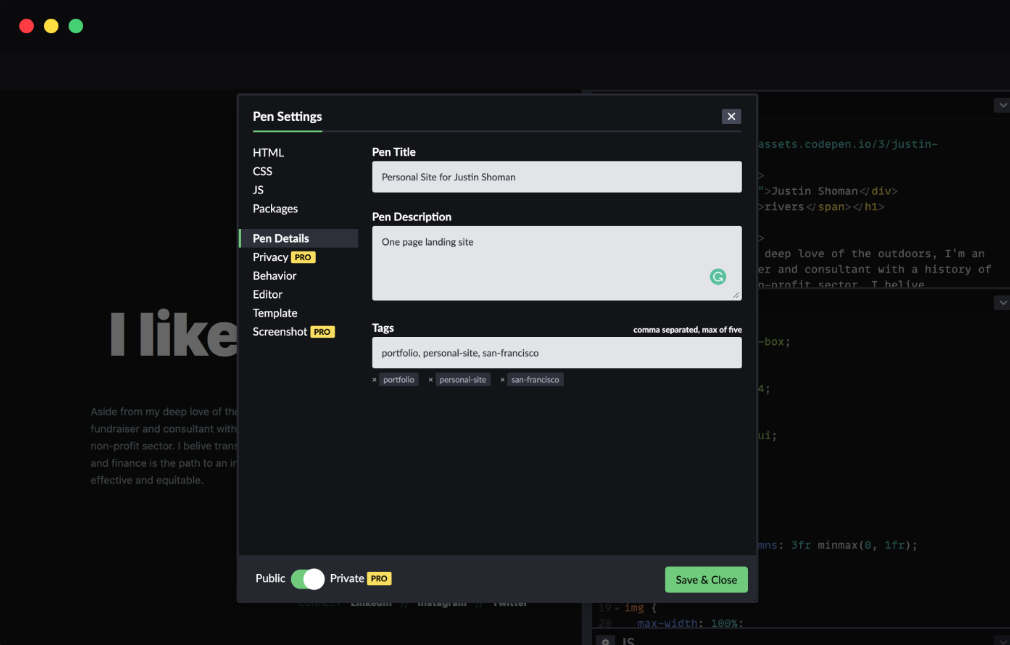 Pen Settings
HTML
CSS
JS
Packages
Pen Details
Privacy PRO
Behavior
Editor
Template
Screenshot PRO
Pen Title
Personal Site for Justin Shoman
Pen Description
One page landing site
Tags
comma separated, max of five
portfolio, personal-site, san-francisco
× portfolio × personal-site × san-francisco
Public Private PRO
Save & Close
I like
Aside from my deep love of the
fundraiser and consultant with
non-profit sector. I belive trans
and finance is the path to an in
effective and equitable.
LinkedIn // Instagram // Twitter
assets.codepen.io/3/justin-
>
">Justin Shoman</div>
>rivers</span></h1>
>
deep love of the outdoors, I'm an
er and consultant with a history of
n-profit sector. I belive
-box;
4;
ui;
mns: 3fr minmax(0, 1fr);
19 img {
20 max-width: 100%;
JS